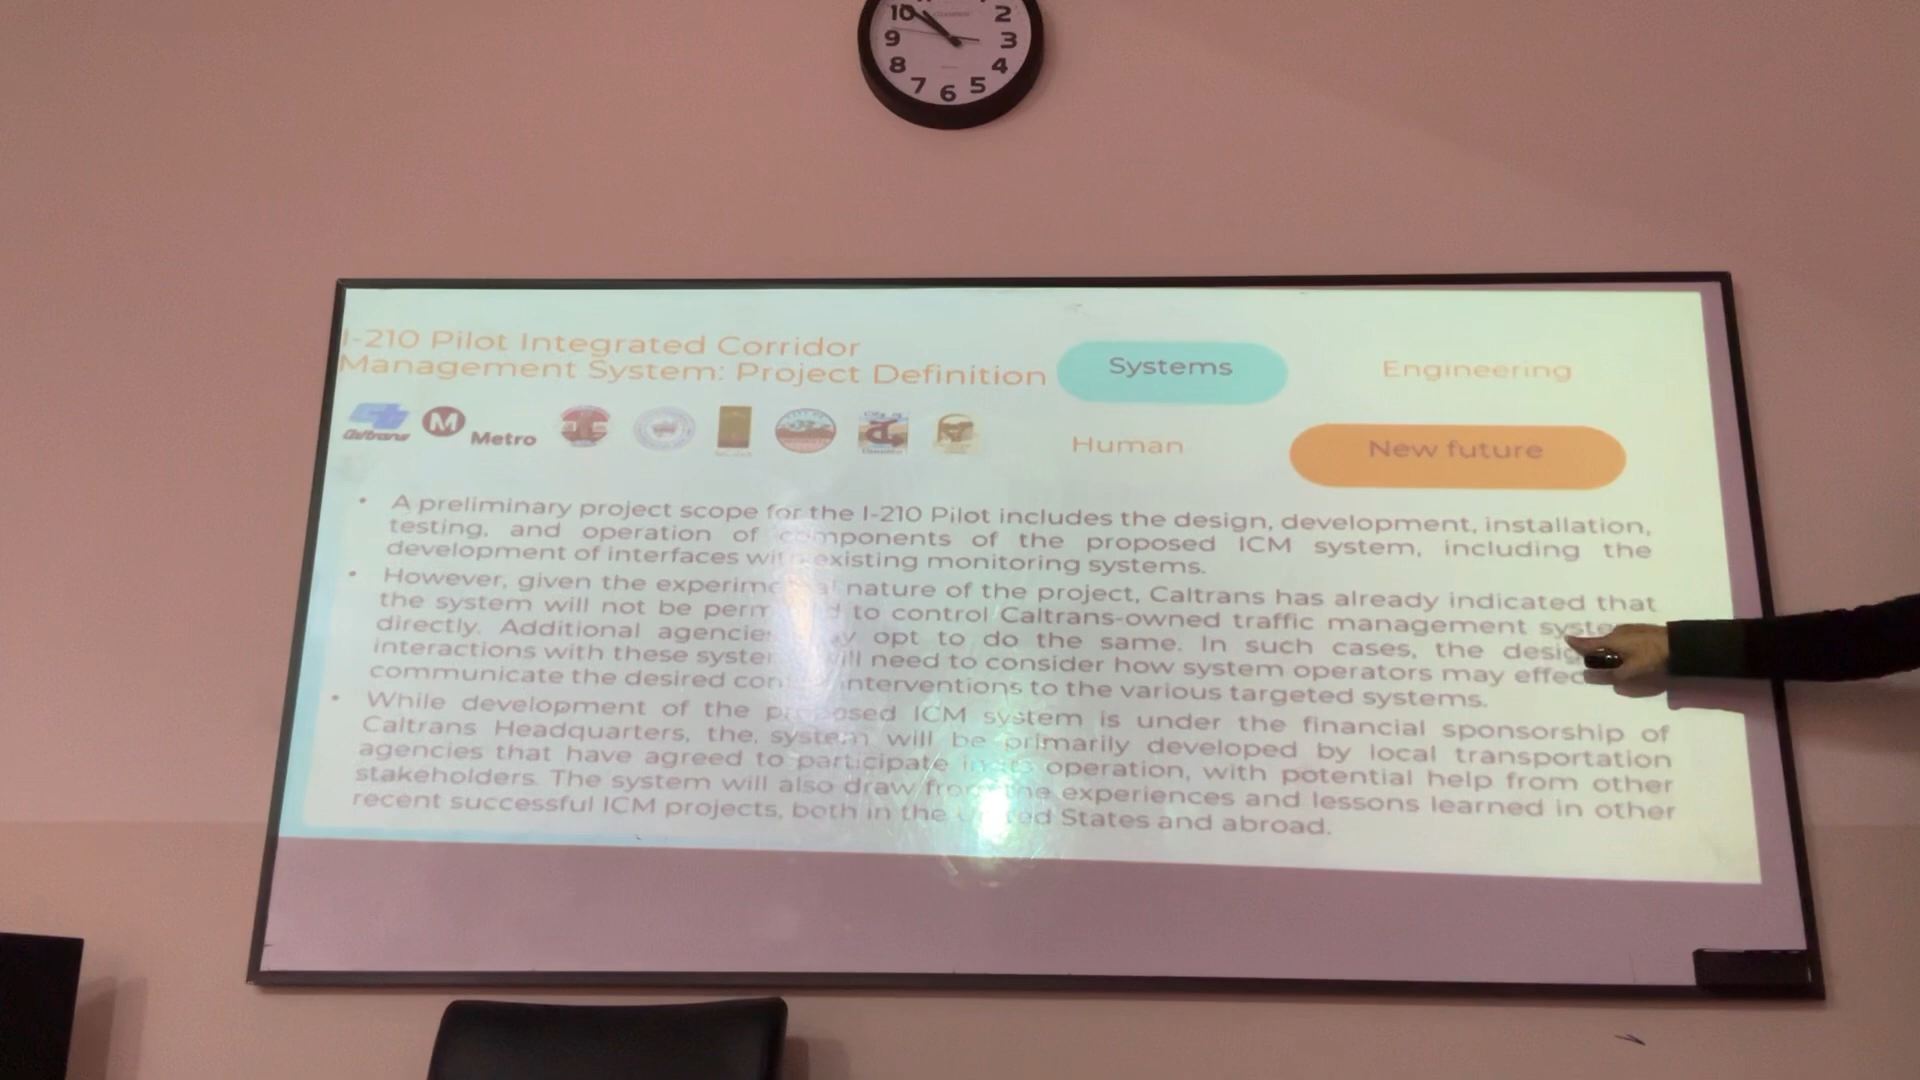 10
2
9
3
8
4
7
6
5
I-210 Pilot Integrated Corridor
Management System: Project Definition
Systems
Engineering
Caltrans
M
Metro
Human
New future
• A preliminary project scope for the I-210 Pilot includes the design, development, installation,
testing, and operation of components of the proposed ICM system, including the
development of interfaces with existing monitoring systems.
• However, given the experimental nature of the project, Caltrans has already indicated that
the system will not be to control Caltrans-owned traffic management
directly. Additional opt to do the same. In such cases, the
interactions with these will need to consider how system operators may
communicate the desired interventions to the various targeted systems.
• While development of the proposed ICM system is under the financial sponsorship of
Caltrans Headquarters, the, system will be primarily developed by local transportation
agencies that have agreed to participate in its operation, with potential help from other
stakeholders. The system will also draw from the experiences and lessons learned in other
recent successful ICM projects, both in the United States and abroad.